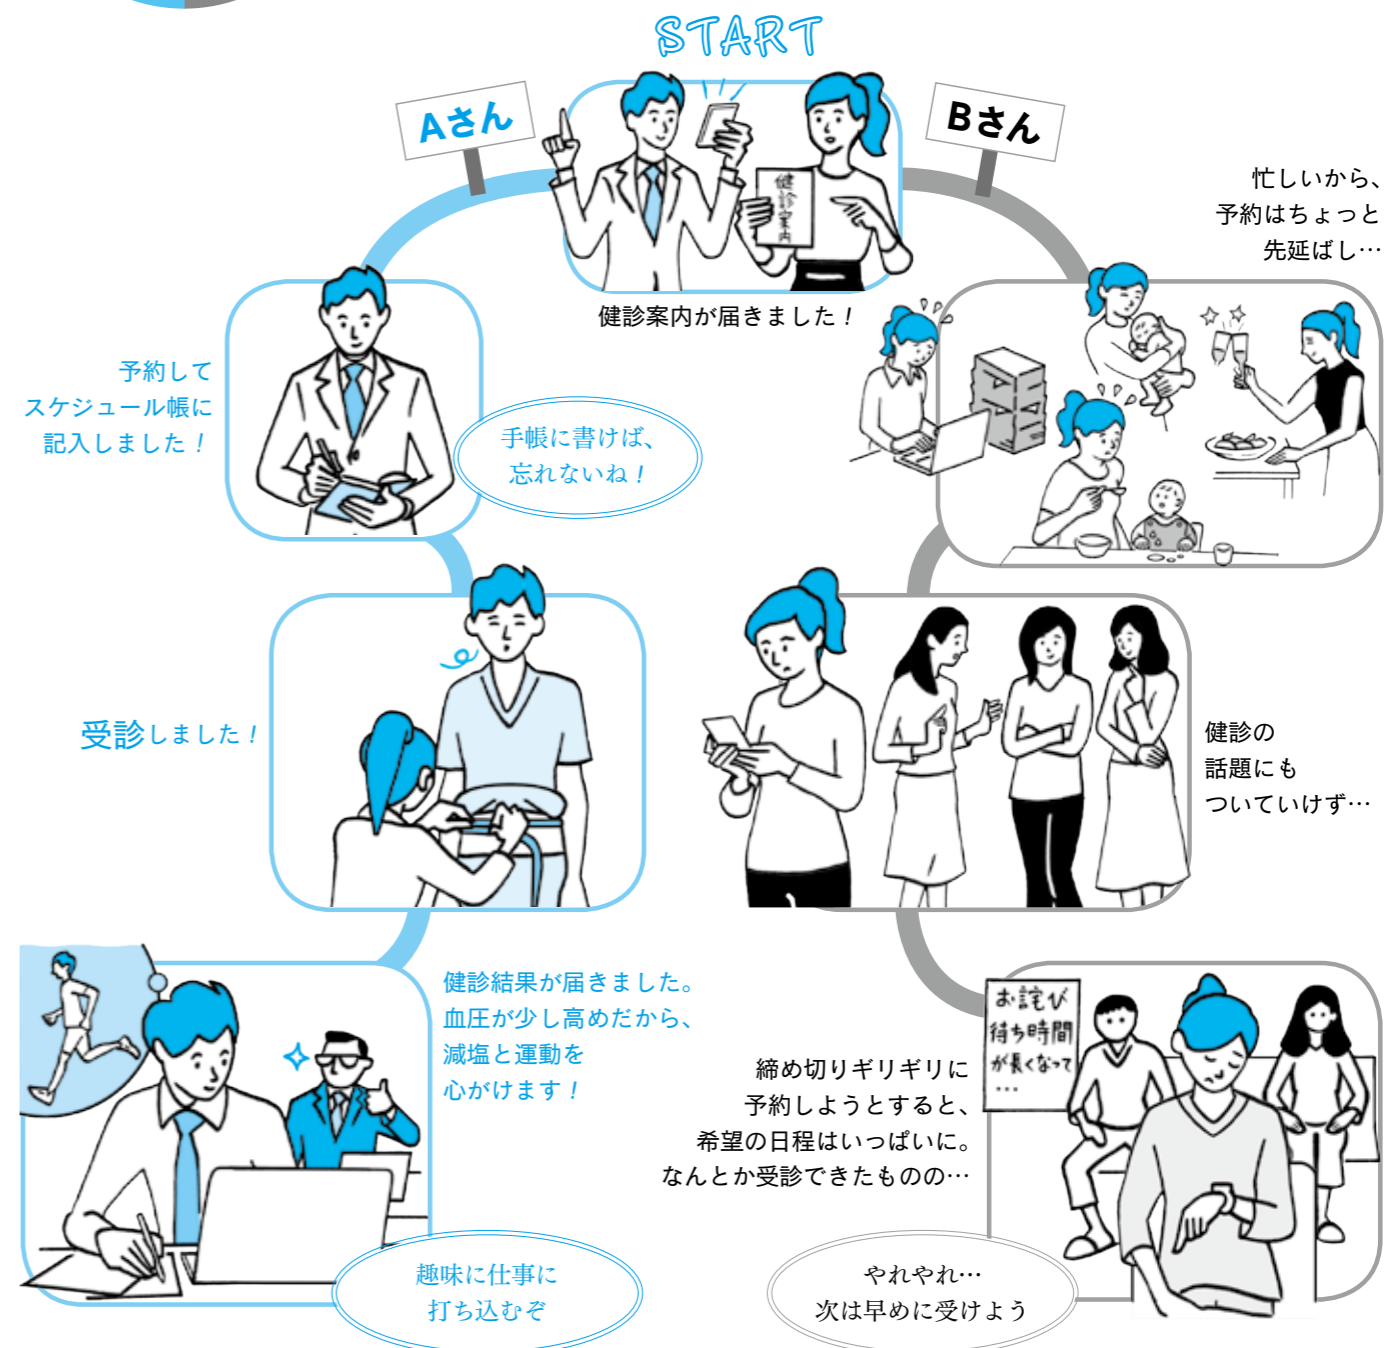 START
Aさん
Bさん
健診案内
健診案内が届きました！
予約して
スケジュール帳に
記入しました！
手帳に書けば、
忘れないね！
受診しました！
健診結果が届きました。
血圧が少し高めだから、
減塩と運動を
心がけます！
趣味に仕事に
打ち込むぞ
忙しいから、
予約はちょっと
先延ばし…
健診の
話題にも
ついていけず…
お詫び
待ち時間
が長くなって
…
締め切りギリギリに
予約しようとすると、
希望の日程はいっぱいに。
なんとか受診できたものの…
やれやれ…
次は早めに受けよう